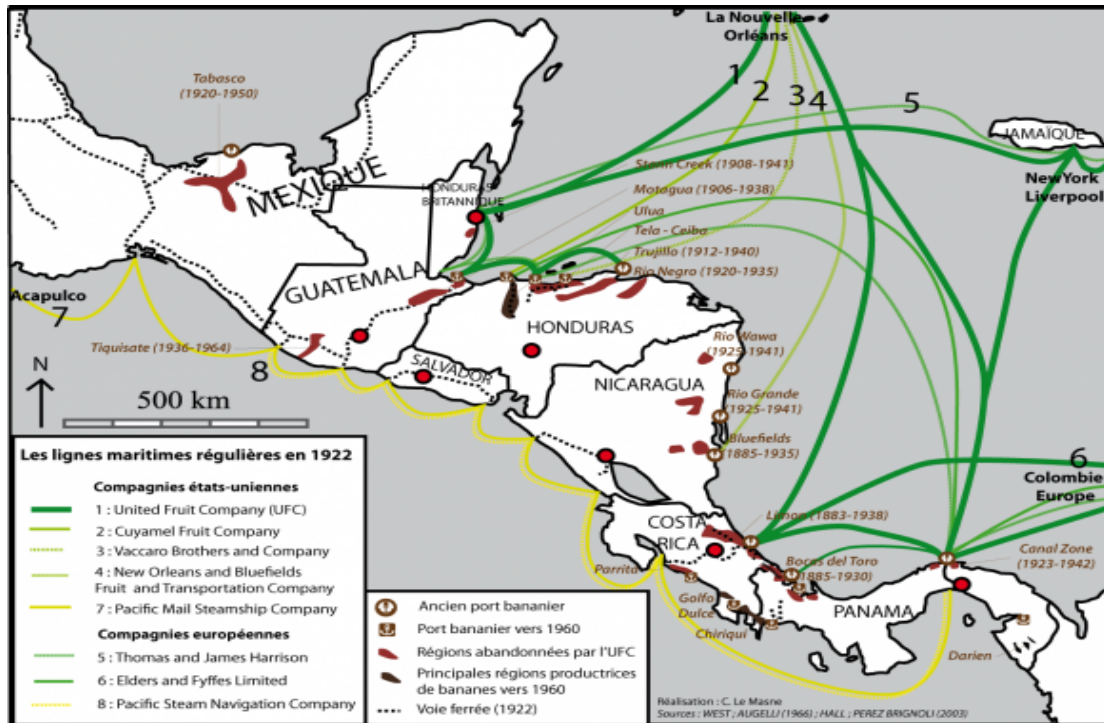 La Nouvelle
Orléans
1
2
3
4
5
Tabasco
(1920-1950)
JAMAÏQUE
MEXIQUE
HONDURAS
BRITANNIQUE
Stann Creek (1908-1941)
Motagua (1906-1938)
Ulua
Tela - Ceiba
Trujillo (1912-1940)
Rio Negro (1920-1935)
NewYork
Liverpool
GUATEMALA
Acapulco
7
HONDURAS
Tiquisate (1936-1964)
8
SALVADOR
NICARAGUA
Rio Wawa
(1925-1941)
Rio Grande
(1925-1941)
Bluefields
(1885-1935)
N
500 km
6
Colombie
Europe
COSTA
RICA
Limon (1883-1938)
Bocas del Toro
(1885-1930)
Canal Zone
(1923-1942)
Parrita
Golfo
Dulce
Chiriqui
PANAMA
Darien
Les lignes maritimes régulières en 1922
Compagnies états-uniennes
1 : United Fruit Company (UFC)
2 : Cuyamel Fruit Company
3 : Vaccaro Brothers and Company
4 : New Orleans and Bluefields
Fruit and Transportation Company
7 : Pacific Mail Steamship Company
Compagnies européennes
5 : Thomas and James Harrison
6 : Elders and Fyffes Limited
8 : Pacific Steam Navigation Company
Ancien port bananier
Port bananier vers 1960
Régions abandonnées par l'UFC
Principales régions productrices
de bananes vers 1960
Voie ferrée (1922)
Réalisation : C. Le Masne
Sources : WEST ; AUGELLI (1966) ; HALL ; PEREZ BRIGNOLI (2003)